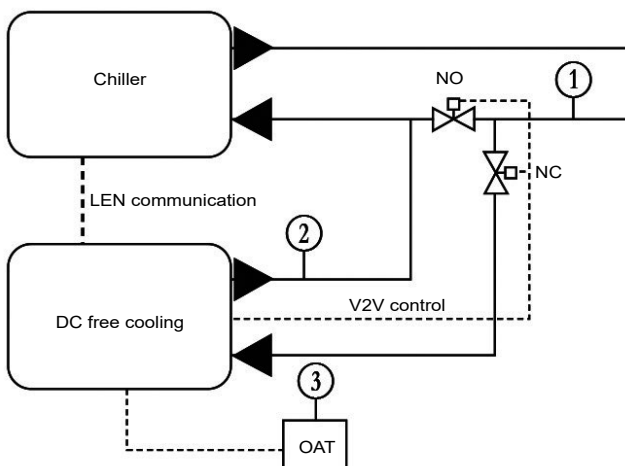 Chiller
NO
1
NC
LEN communication
2
V2V control
DC free cooling
3
OAT